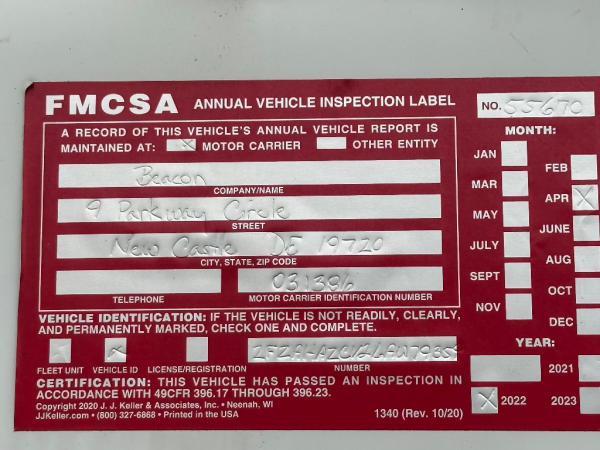 FMCSA ANNUAL VEHICLE INSPECTION LABEL NO. 55670
A RECORD OF THIS VEHICLE'S ANNUAL VEHICLE REPORT IS
MAINTAINED AT: X MOTOR CARRIER OTHER ENTITY
Beacon
COMPANY/NAME
9 Parkway Circle
STREET
New Castle DE 19720
CITY, STATE, ZIP CODE
031386
TELEPHONE MOTOR CARRIER IDENTIFICATION NUMBER
VEHICLE IDENTIFICATION: IF THE VEHICLE IS NOT READILY, CLEARLY,
AND PERMANENTLY MARKED, CHECK ONE AND COMPLETE.
X
FLEET UNIT VEHICLE ID LICENSE/REGISTRATION NUMBER
CERTIFICATION: THIS VEHICLE HAS PASSED AN INSPECTION IN
ACCORDANCE WITH 49CFR 396.17 THROUGH 396.23.
Copyright 2020 J. J. Keller & Associates, Inc. • Neenah, WI
JJKeller.com • (800) 327-6868 • Printed in the USA 1340 (Rev. 10/20)
MONTH:
JAN FEB
MAR APR X
MAY JUNE
JULY AUG
SEPT OCT
NOV DEC
YEAR:
2021
X 2022 2023